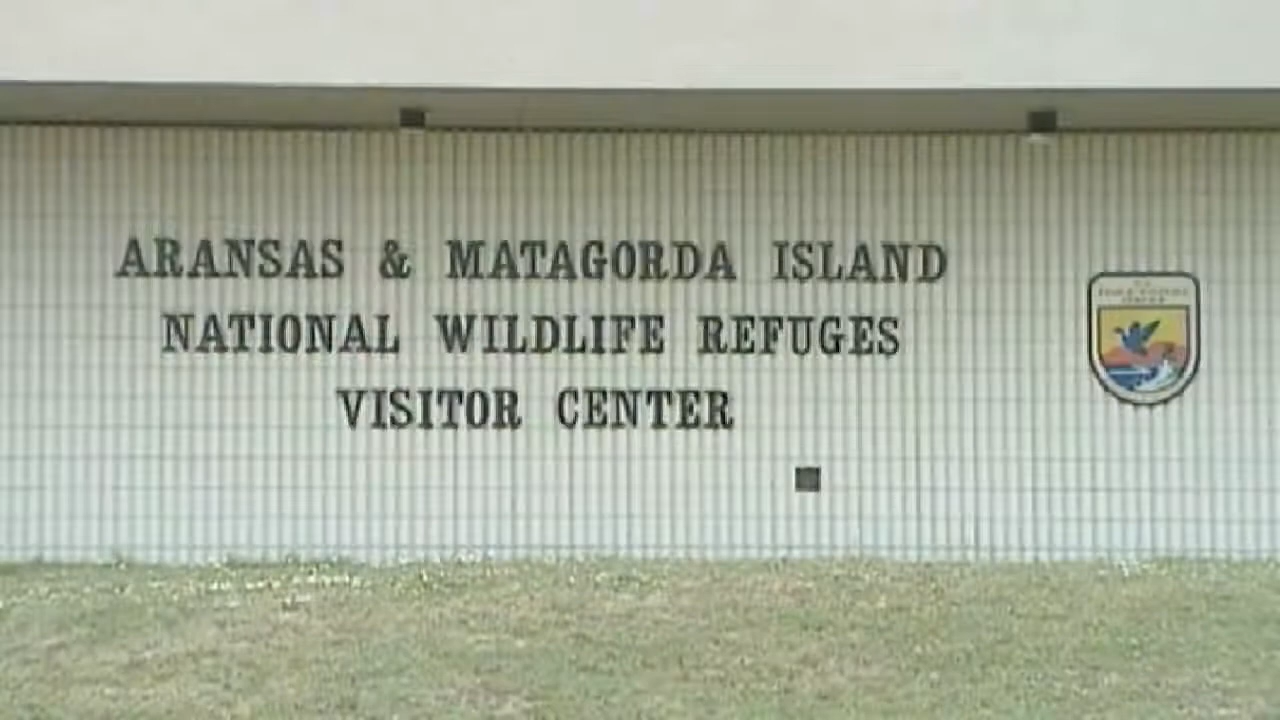 ARANSAS & MATAGORDA ISLAND
NATIONAL WILDLIFE REFUGES
VISITOR CENTER